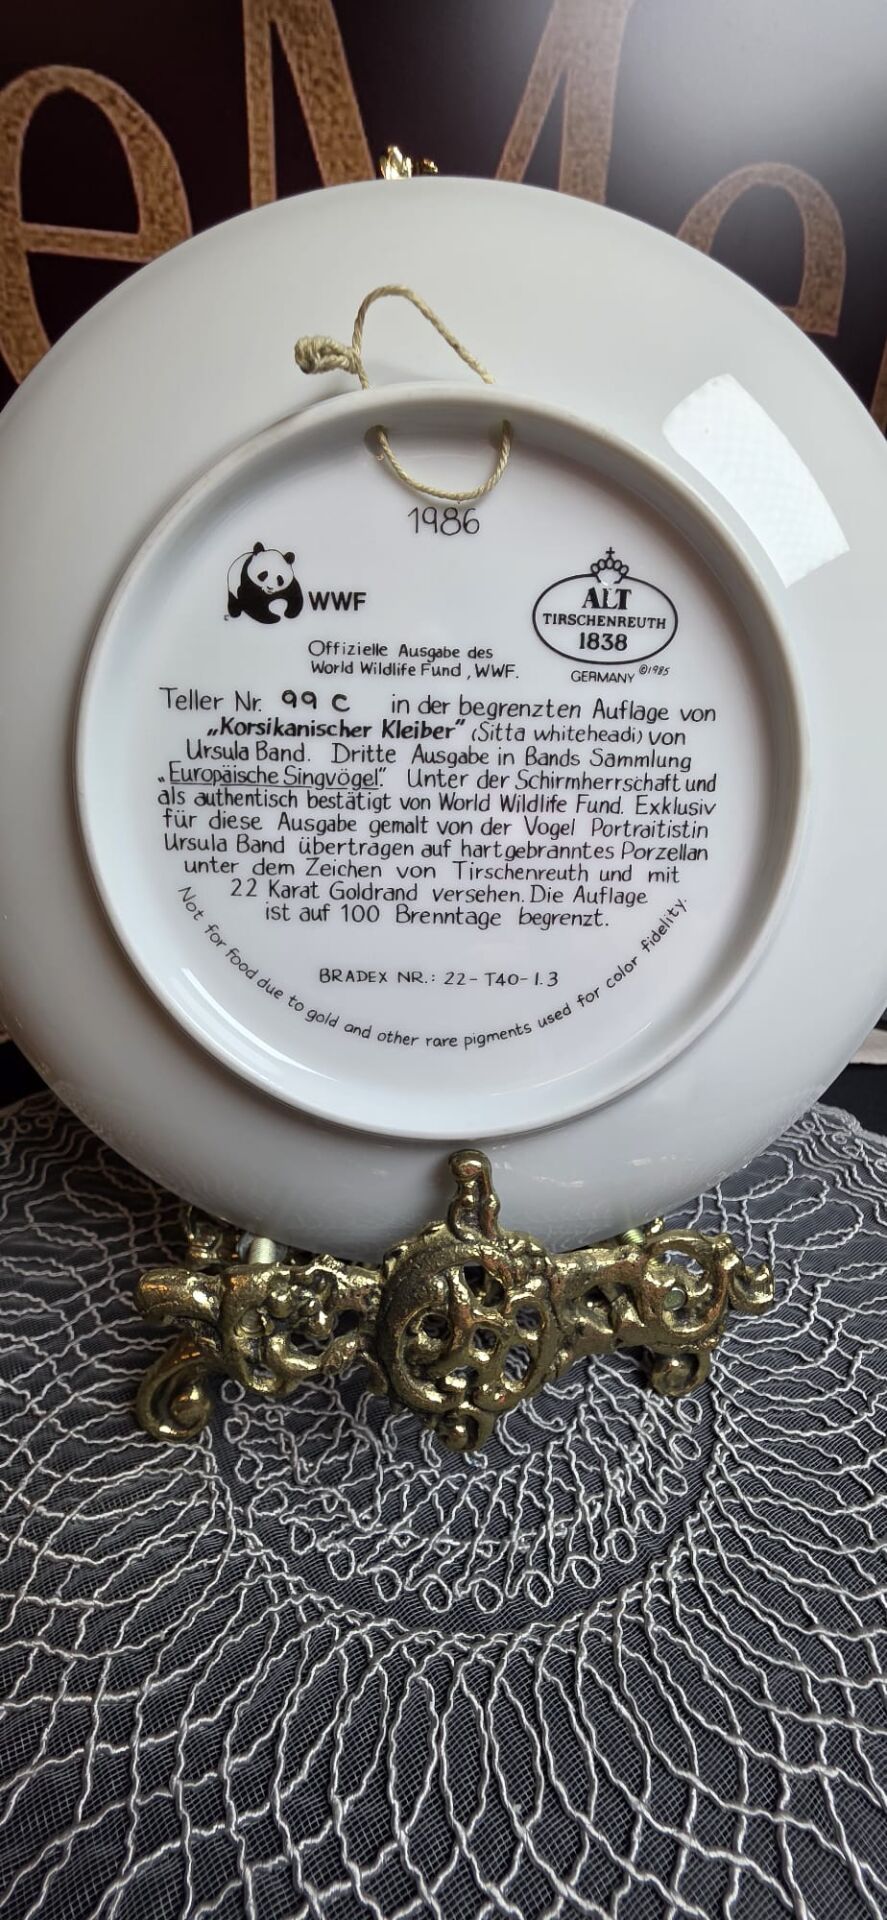 eMe
1986
WWF
ALT
TIRSCHENREUTH
1838
GERMANY ©1985
Offizielle Ausgabe des
World Wildlife Fund, WWF.
Teller Nr. 99 C in der begrenzten Auflage von
„Korsikanischer Kleiber" (Sitta whiteheadi) von
Ursula Band. Dritte Ausgabe in Bands Sammlung
„Europäische Singvögel". Unter der Schirmherrschaft und
als authentisch bestätigt von World Wildlife Fund. Exklusiv
für diese Ausgabe gemalt von der Vogel Portraitistin
Ursula Band übertragen auf hartgebranntes Porzellan
unter dem Zeichen von Tirschenreuth und mit
22 Karat Goldrand versehen. Die Auflage
ist auf 100 Brenntage begrenzt.
BRADEX NR.: 22-T40-1.3
Not for food due to gold and other rare pigments used for color fidelity.